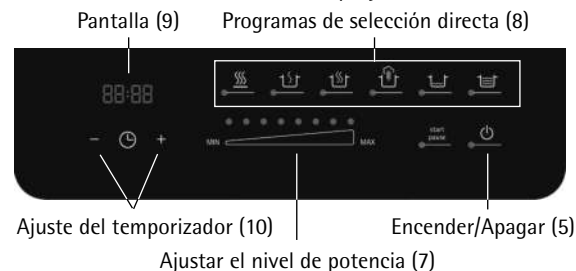 Pantalla (9)
Programas de selección directa (8)
88:88
MIN
MAX
start
pause
Ajuste del temporizador (10)
Encender/Apagar (5)
Ajustar el nivel de potencia (7)